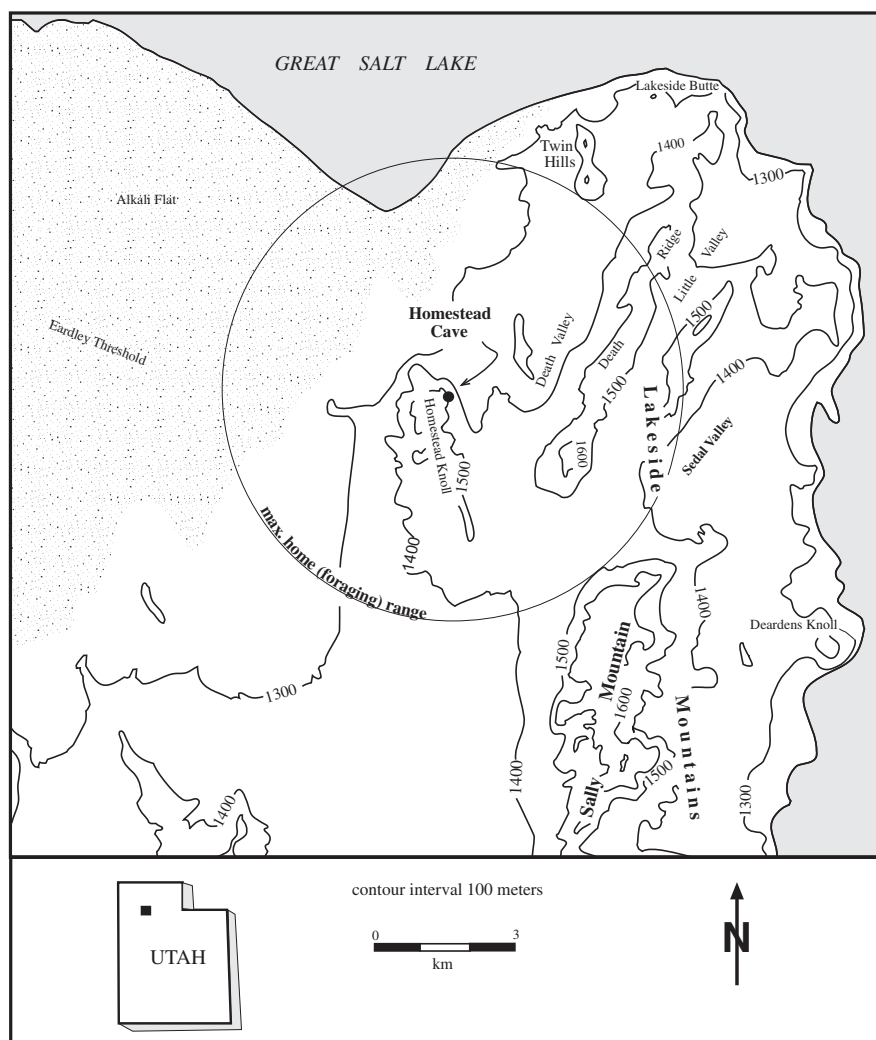 GREAT SALT LAKE
Lakeside Butte
Twin
Hills
1400
1300
Alkali Flat
Ridge
Valley
Little
Eardley Threshold
Homestead
Cave
1500
Death Valley
Death
1400
1500
Lakeside
Homestead Knoll
Sedal Valley
1600
1500
1400
max. home (foraging) range
1400
Deardens Knoll
1500
Mountain
1300
1600
Mountains
1400
1500
1300
Sally
1400
contour interval 100 meters
UTAH
0
3
km
N